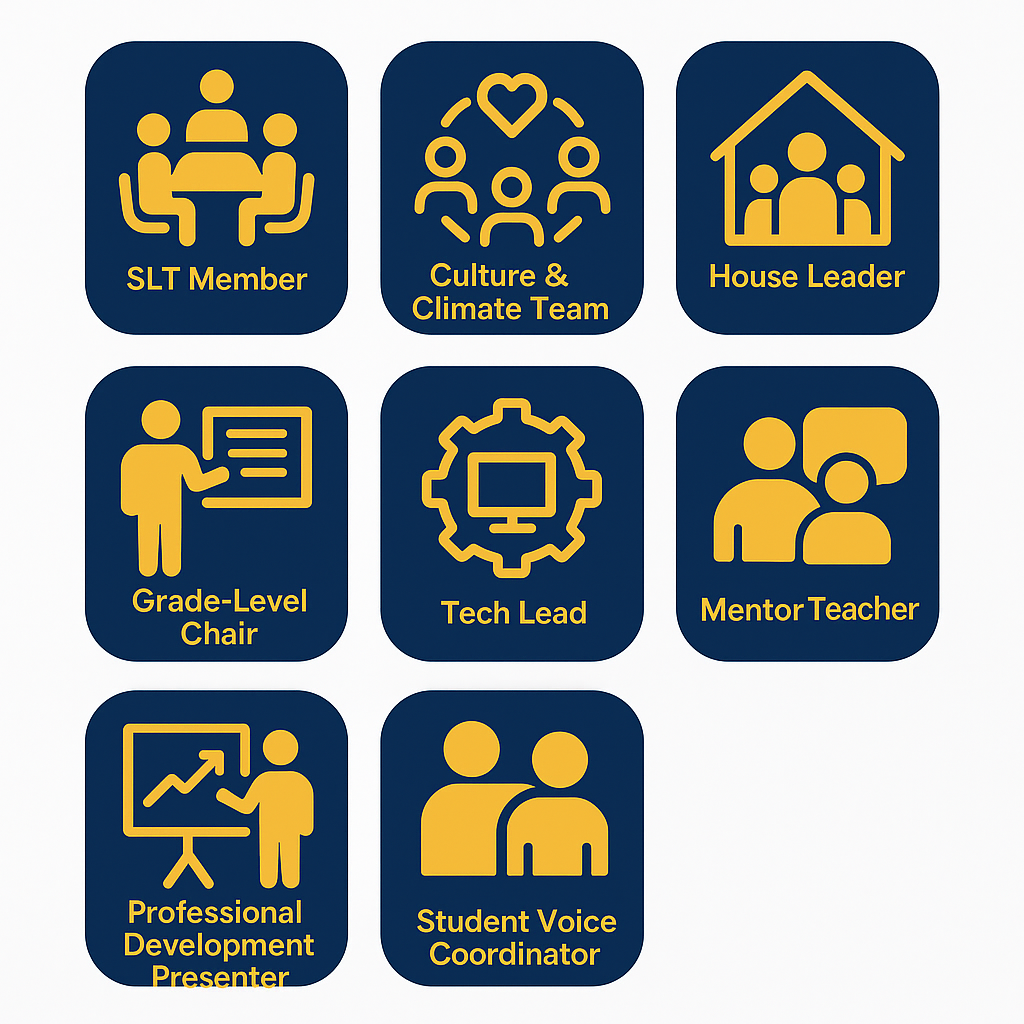 SLT Member
Culture &
Climate Team
House Leader
Grade-Level
Chair
Tech Lead
Mentor Teacher
Professional
Development
Presenter
Student Voice
Coordinator